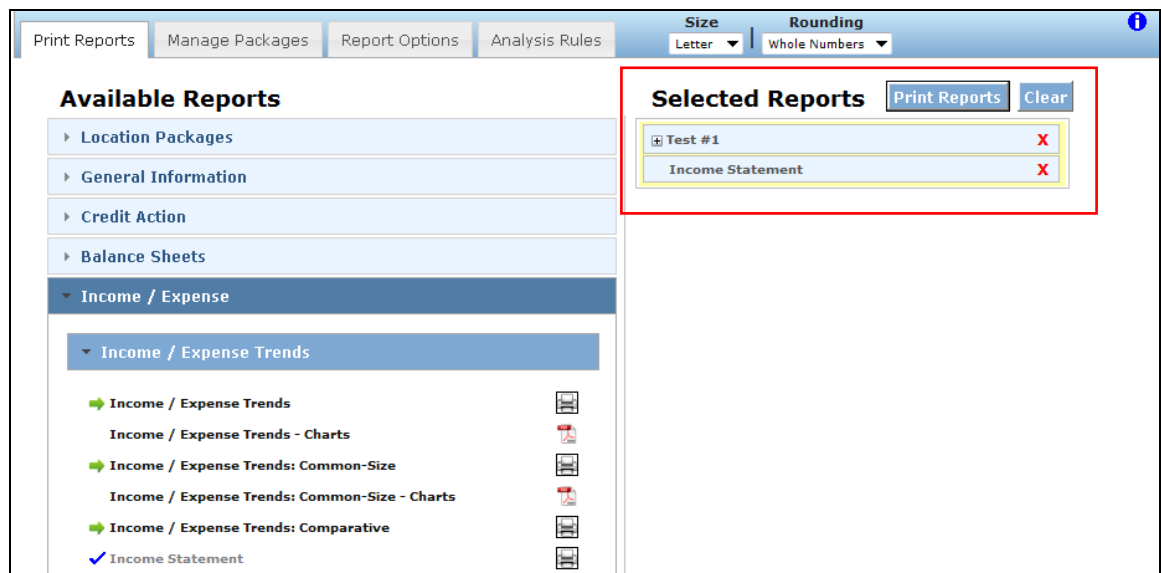 Print Reports Manage Packages Report Options Analysis Rules
Size Rounding
Letter Whole Numbers
Available Reports
Location Packages
General Information
Credit Action
Balance Sheets
Income / Expense
Income / Expense Trends
Income / Expense Trends
Income / Expense Trends - Charts
Income / Expense Trends: Common-Size
Income / Expense Trends: Common-Size - Charts
Income / Expense Trends: Comparative
Income Statement
Selected Reports Print Reports Clear
Test #1 X
Income Statement X